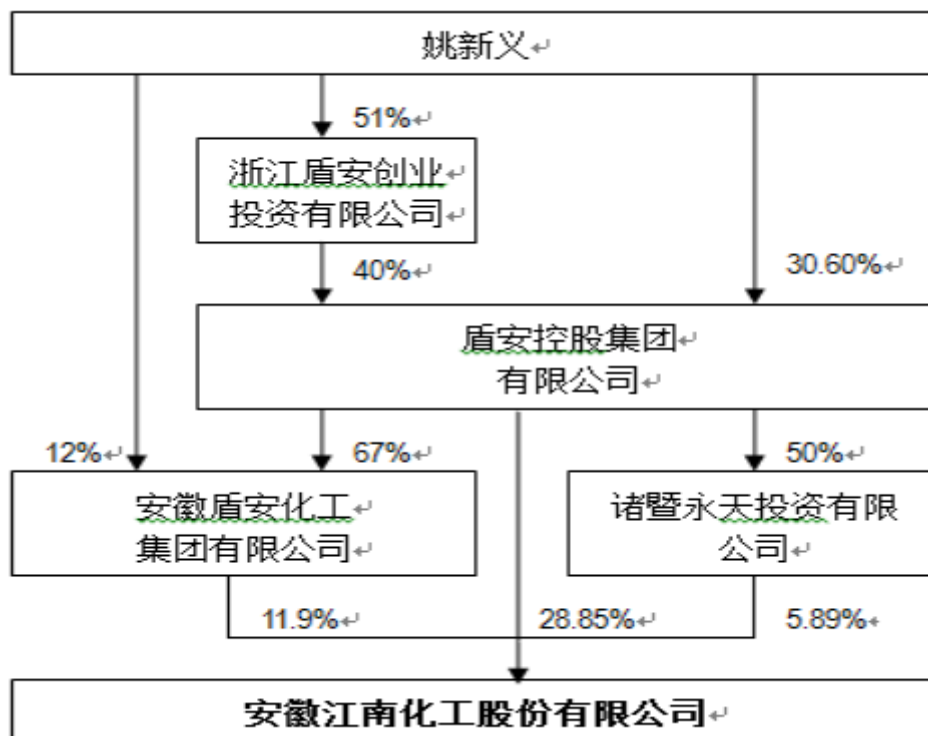 姚新义
51%
浙江盾安创业
投资有限公司
40%
30.60%
盾安控股集团
有限公司
12%
67%
50%
安徽盾安化工
集团有限公司
诸暨永天投资有限
公司
11.9%
28.85%
5.89%
安徽江南化工股份有限公司